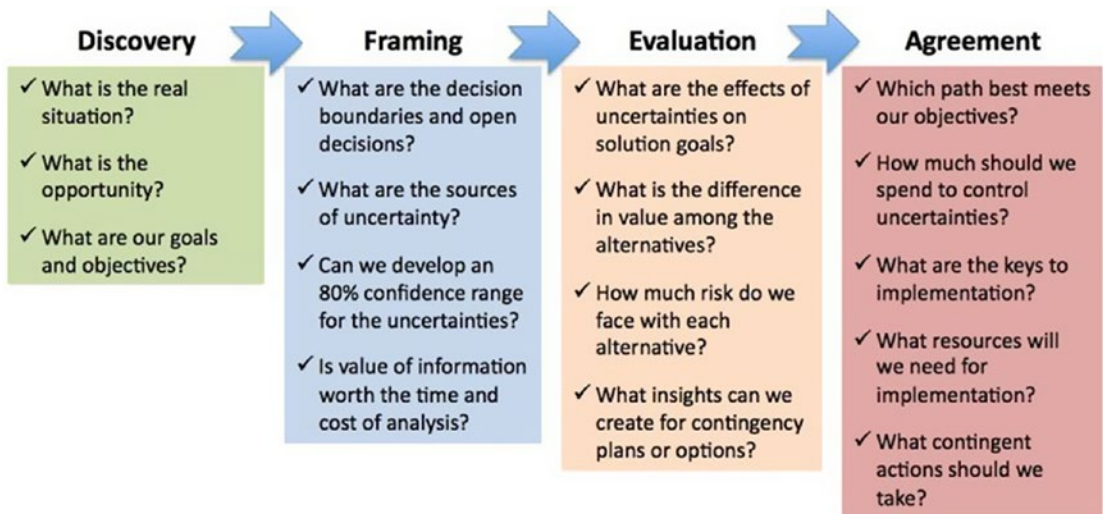 Discovery
✓ What is the real
situation?
✓ What is the
opportunity?
✓ What are our goals
and objectives?
Framing
✓ What are the decision
boundaries and open
decisions?
✓ What are the sources
of uncertainty?
✓ Can we develop an
80% confidence range
for the uncertainties?
✓ Is value of information
worth the time and
cost of analysis?
Evaluation
✓ What are the effects of
uncertainties on
solution goals?
✓ What is the difference
in value among the
alternatives?
✓ How much risk do we
face with each
alternative?
✓ What insights can we
create for contingency
plans or options?
Agreement
✓ Which path best meets
our objectives?
✓ How much should we
spend to control
uncertainties?
✓ What are the keys to
implementation?
✓ What resources will
we need for
implementation?
✓ What contingent
actions should we
take?